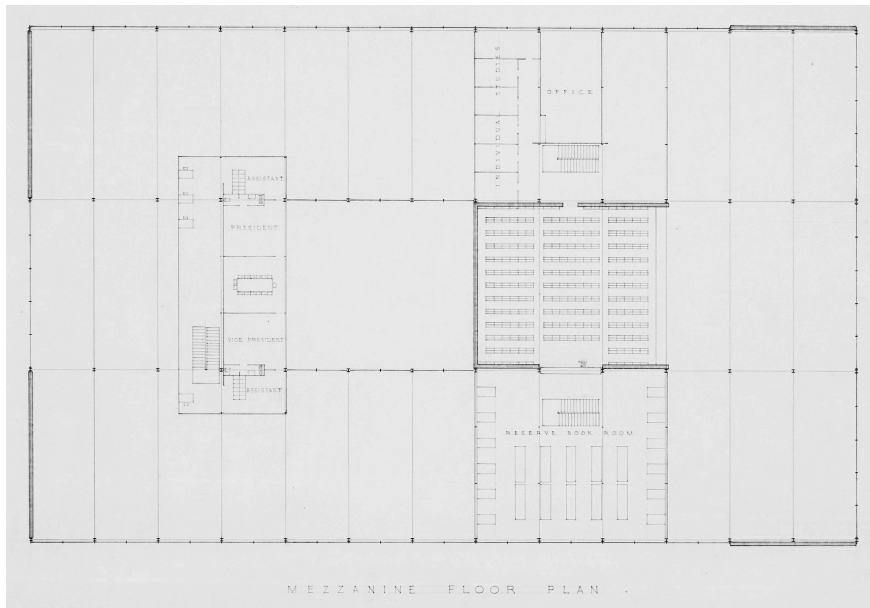 INDIVIDUAL STUDIES
OFFICE
ASSISTANT
PRESIDENT
VICE PRESIDENT
ASSISTANT
RESERVE BOOK ROOM
MEZZANINE FLOOR PLAN